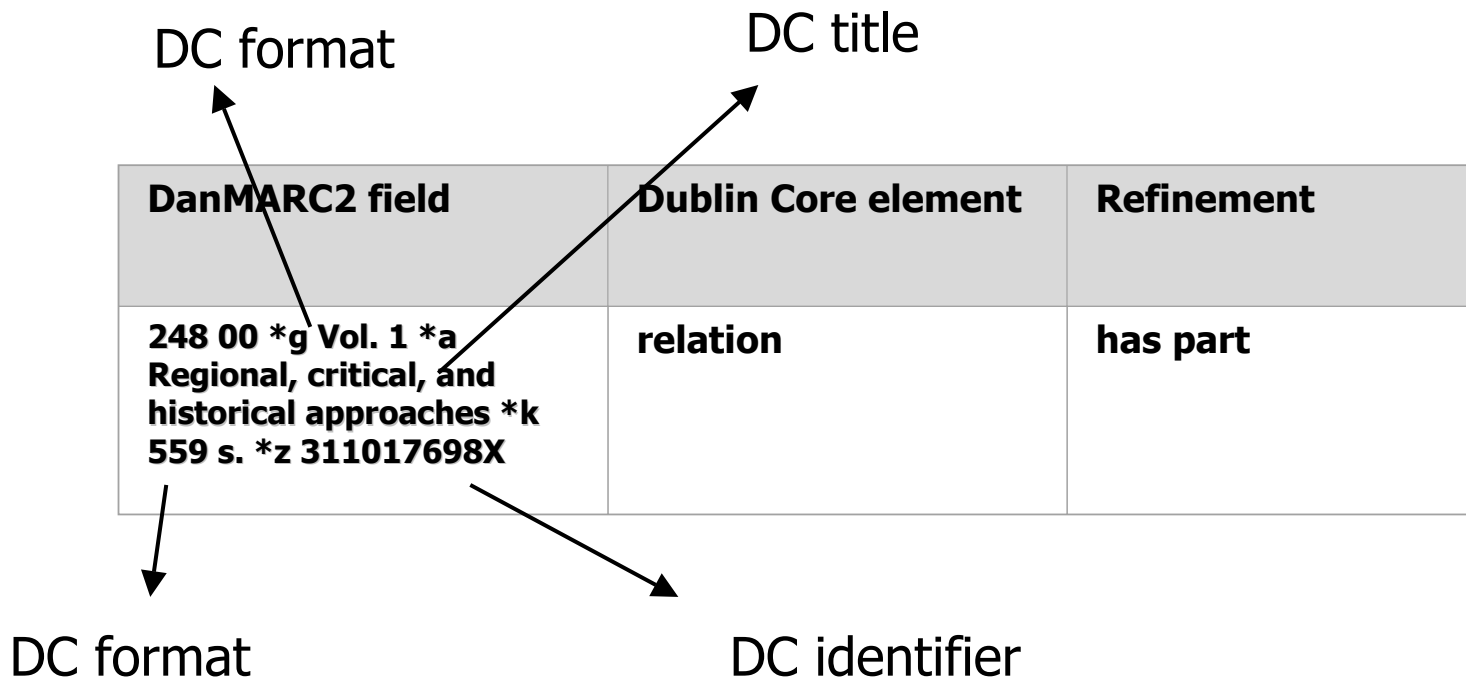 DC format
DC title
DanMARC2 field
Dublin Core element
Refinement
248 00 *g Vol. 1 *a
Regional, critical, and
historical approaches *k
559 s. *z 311017698X
relation
has part
DC format
DC identifier